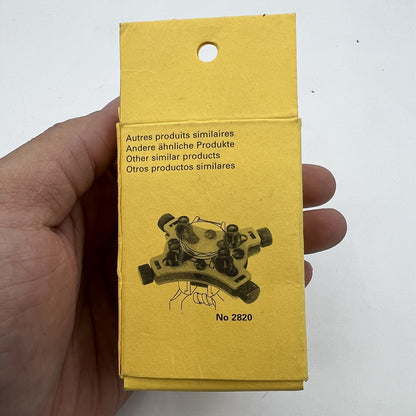 Autres produits similaires
Andere ähnliche Produkte
Other similar products
Otros productos similares
No 2820